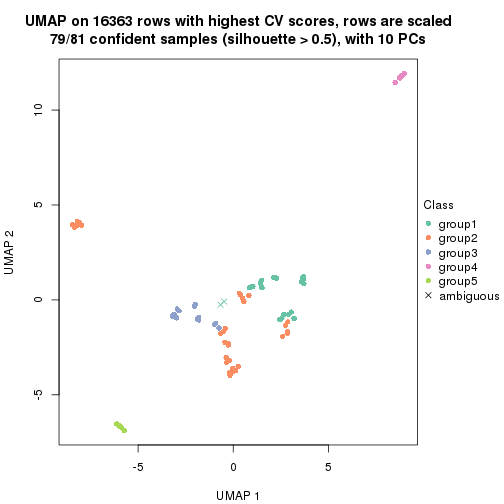 UMAP on 16363 rows with highest CV scores, rows are scaled
79/81 confident samples (silhouette > 0.5), with 10 PCs
10
5
0
-5
UMAP 2
-5
0
5
UMAP 1
Class
group1
group2
group3
group4
group5
ambiguous